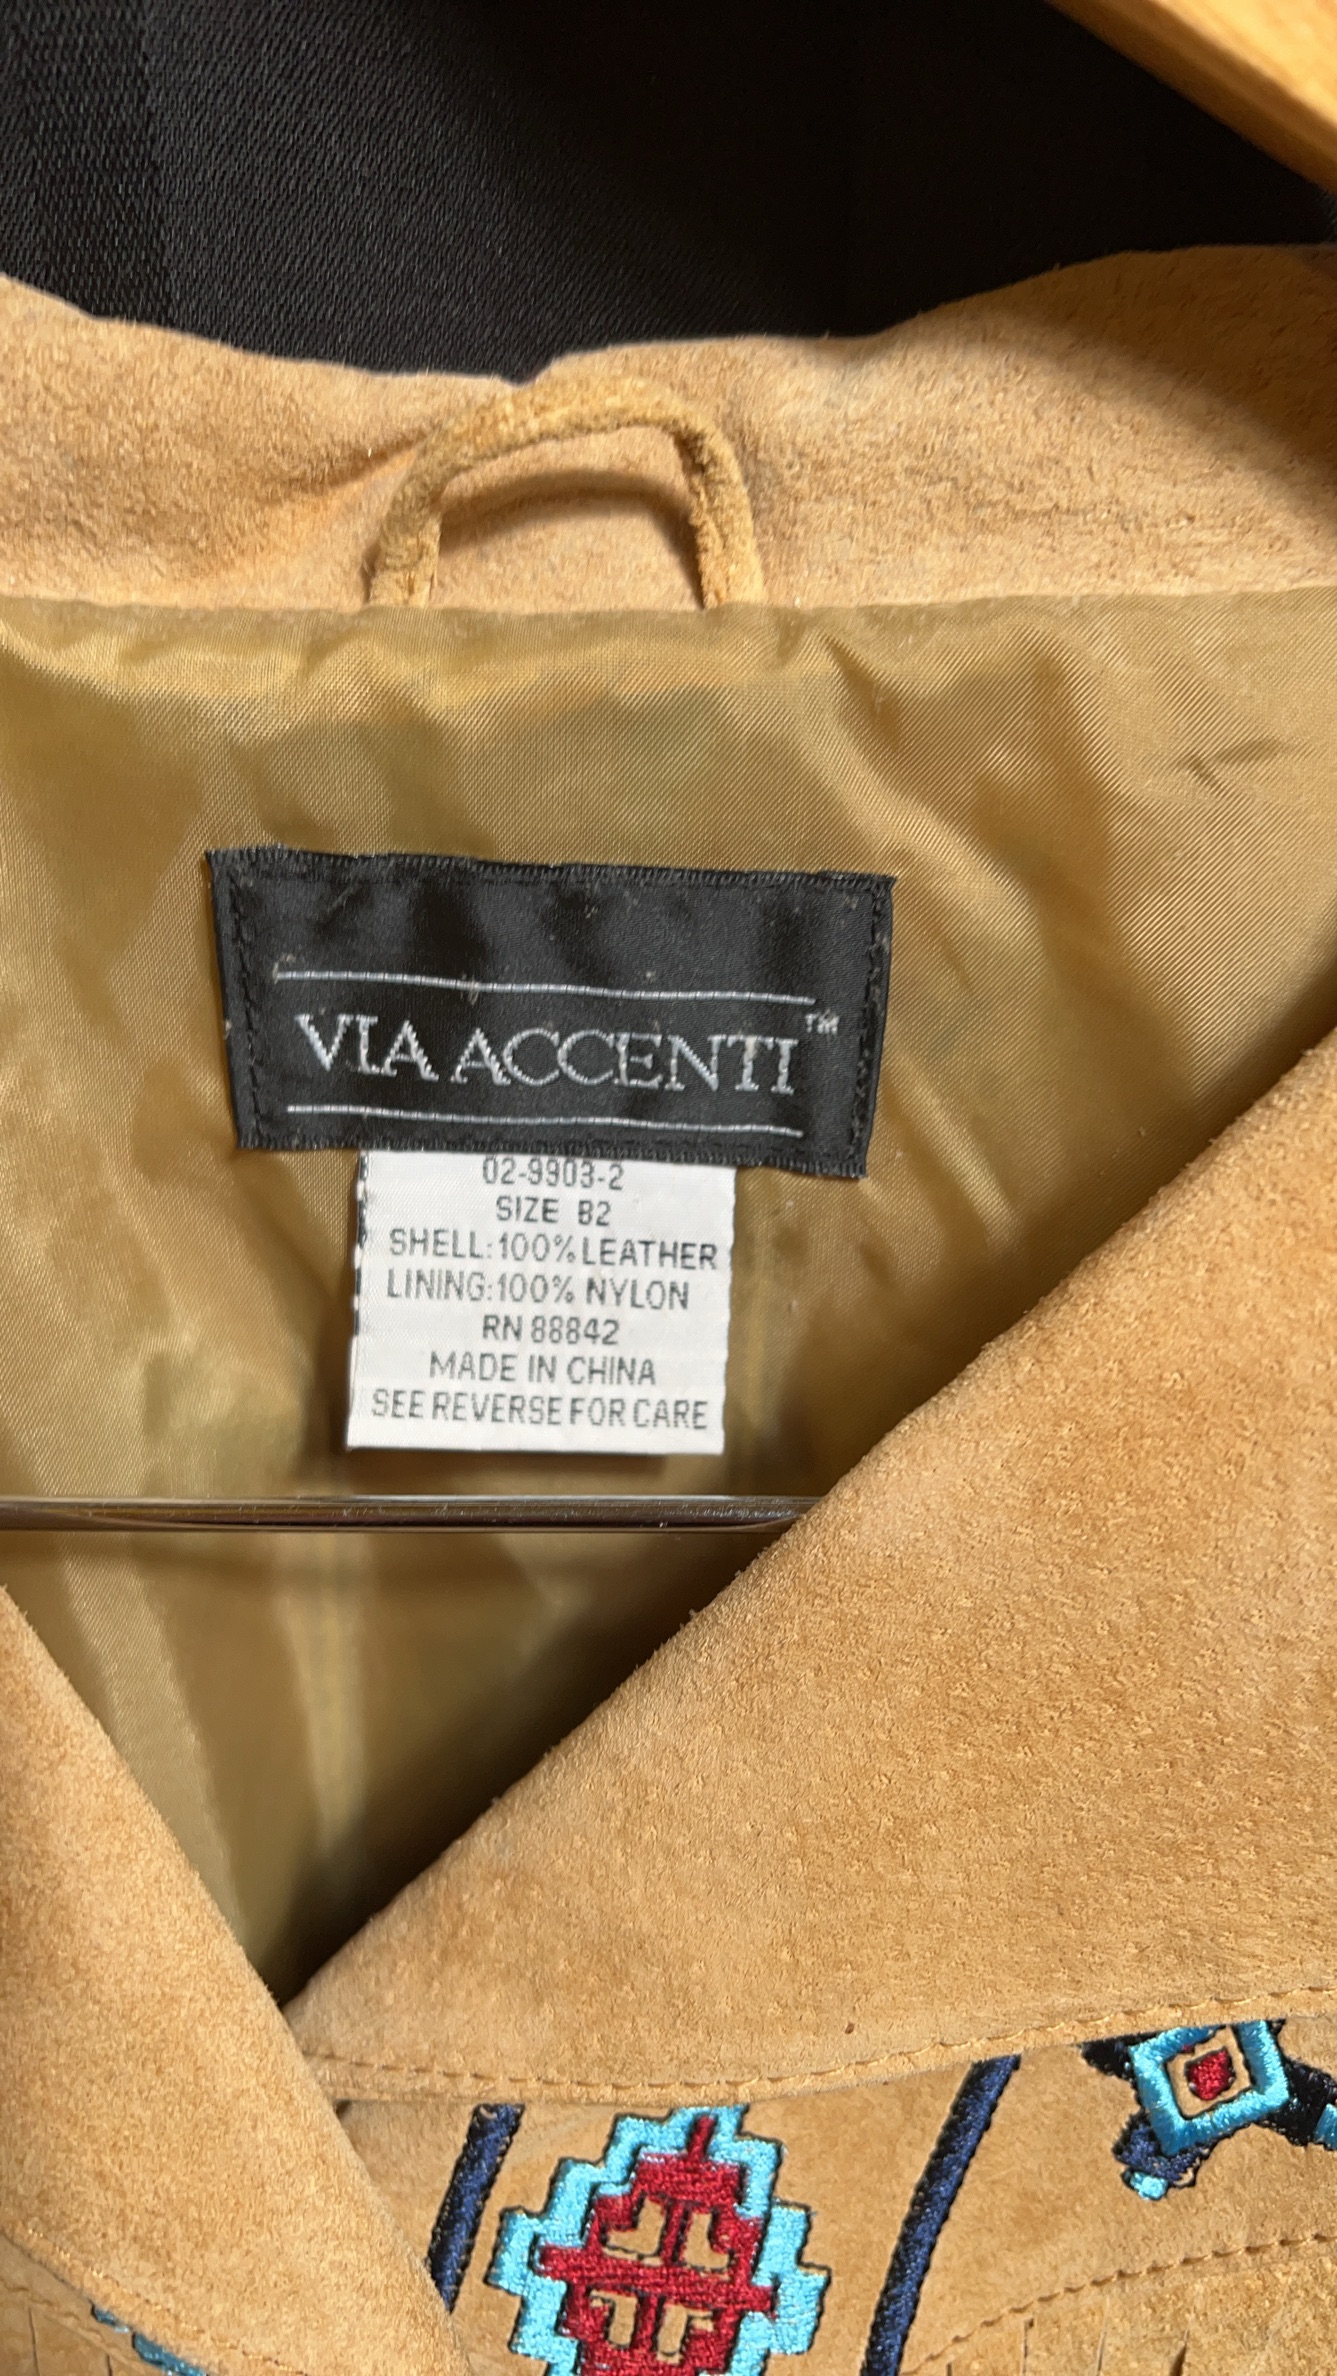 VIA ACCENTI™
02-9903-2
SIZE B2
SHELL:100% LEATHER
LINING:100% NYLON
RN 88842
MADE IN CHINA
SEE REVERSE FOR CARE